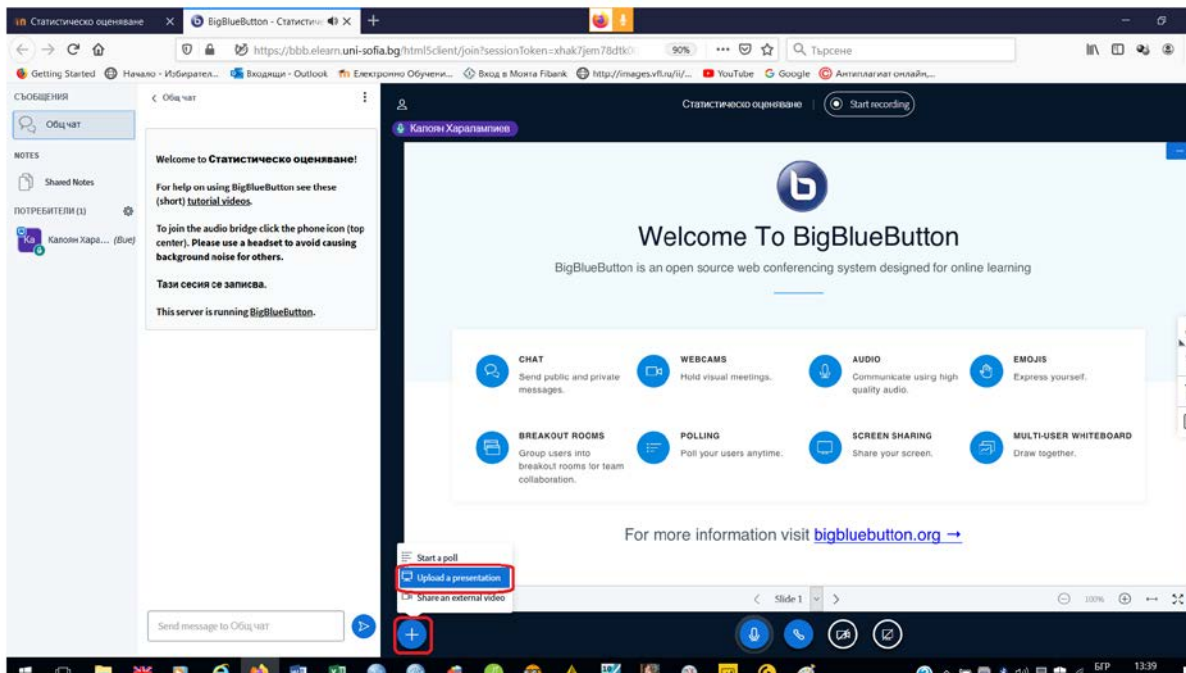 Статистическо оценяване
BigBlueButton - Статистиче
https://bbb.elearn.uni-sofia.bg/html5client/join?sessionToken=xhak7jem78dtk0
90%
Търсене
Getting Started
Начало - Избирател...
Входящи - Outlook
Електронно Обучени...
Вход в Моята Fibank
http://images.vfl.ru/ii/...
YouTube
Google
Антиплагиат онлайн,...
СЪОБЩЕНИЯ
Общ чат
NOTES
Shared Notes
ПОТРЕБИТЕЛИ (1)
Ка
Калоян Хара... (Вие)
Общ чат
Welcome to Статистическо оценяване!
For help on using BigBlueButton see these
(short) tutorial videos.
To join the audio bridge click the phone icon (top
center). Please use a headset to avoid causing
background noise for others.
Тази сесия се записва.
This server is running BigBlueButton.
Send message to Общ чат
Статистическо оценяване
Start recording
Калоян Харалампиев
Welcome To BigBlueButton
BigBlueButton is an open source web conferencing system designed for online learning
CHAT
Send public and private
messages.
WEBCAMS
Hold visual meetings.
AUDIO
Communicate using high
quality audio.
EMOJIS
Express yourself.
BREAKOUT ROOMS
Group users into
breakout rooms for team
collaboration.
POLLING
Poll your users anytime.
SCREEN SHARING
Share your screen.
MULTI-USER WHITEBOARD
Draw together.
For more information visit bigbluebutton.org →
Start a poll
Upload a presentation
Share an external video
Slide 1
100%
БГР
13:39